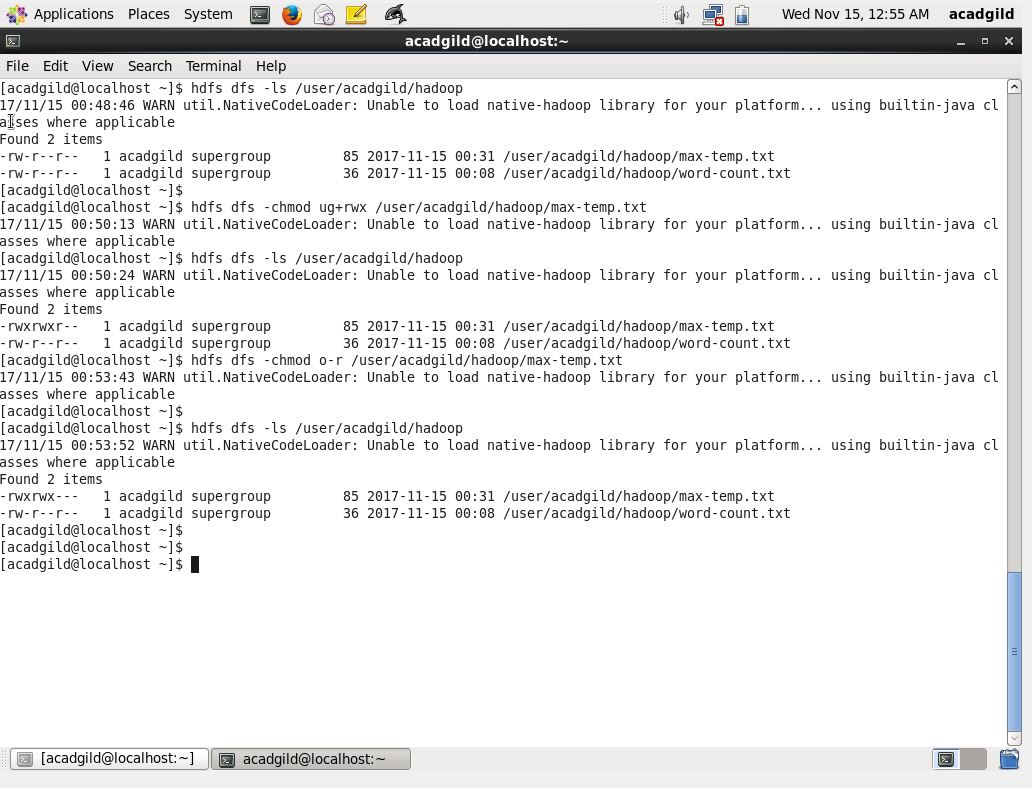 Applications Places System Wed Nov 15, 12:55 AM acadgild
acadgild@localhost:~
File Edit View Search Terminal Help
[acadgild@localhost ~]$ hdfs dfs -ls /user/acadgild/hadoop
17/11/15 00:48:46 WARN util.NativeCodeLoader: Unable to load native-hadoop library for your platform... using builtin-java cl
asses where applicable
Found 2 items
-rw-r--r--   1 acadgild supergroup         85 2017-11-15 00:31 /user/acadgild/hadoop/max-temp.txt
-rw-r--r--   1 acadgild supergroup         36 2017-11-15 00:08 /user/acadgild/hadoop/word-count.txt
[acadgild@localhost ~]$
[acadgild@localhost ~]$ hdfs dfs -chmod ug+rwx /user/acadgild/hadoop/max-temp.txt
17/11/15 00:50:13 WARN util.NativeCodeLoader: Unable to load native-hadoop library for your platform... using builtin-java cl
asses where applicable
[acadgild@localhost ~]$ hdfs dfs -ls /user/acadgild/hadoop
17/11/15 00:50:24 WARN util.NativeCodeLoader: Unable to load native-hadoop library for your platform... using builtin-java cl
asses where applicable
Found 2 items
-rwxrwxr--   1 acadgild supergroup         85 2017-11-15 00:31 /user/acadgild/hadoop/max-temp.txt
-rw-r--r--   1 acadgild supergroup         36 2017-11-15 00:08 /user/acadgild/hadoop/word-count.txt
[acadgild@localhost ~]$ hdfs dfs -chmod o-r /user/acadgild/hadoop/max-temp.txt
17/11/15 00:53:43 WARN util.NativeCodeLoader: Unable to load native-hadoop library for your platform... using builtin-java cl
asses where applicable
[acadgild@localhost ~]$
[acadgild@localhost ~]$ hdfs dfs -ls /user/acadgild/hadoop
17/11/15 00:53:52 WARN util.NativeCodeLoader: Unable to load native-hadoop library for your platform... using builtin-java cl
asses where applicable
Found 2 items
-rwxrwx---   1 acadgild supergroup         85 2017-11-15 00:31 /user/acadgild/hadoop/max-temp.txt
-rw-r--r--   1 acadgild supergroup         36 2017-11-15 00:08 /user/acadgild/hadoop/word-count.txt
[acadgild@localhost ~]$
[acadgild@localhost ~]$
[acadgild@localhost ~]$
[acadgild@localhost:~] acadgild@localhost:~